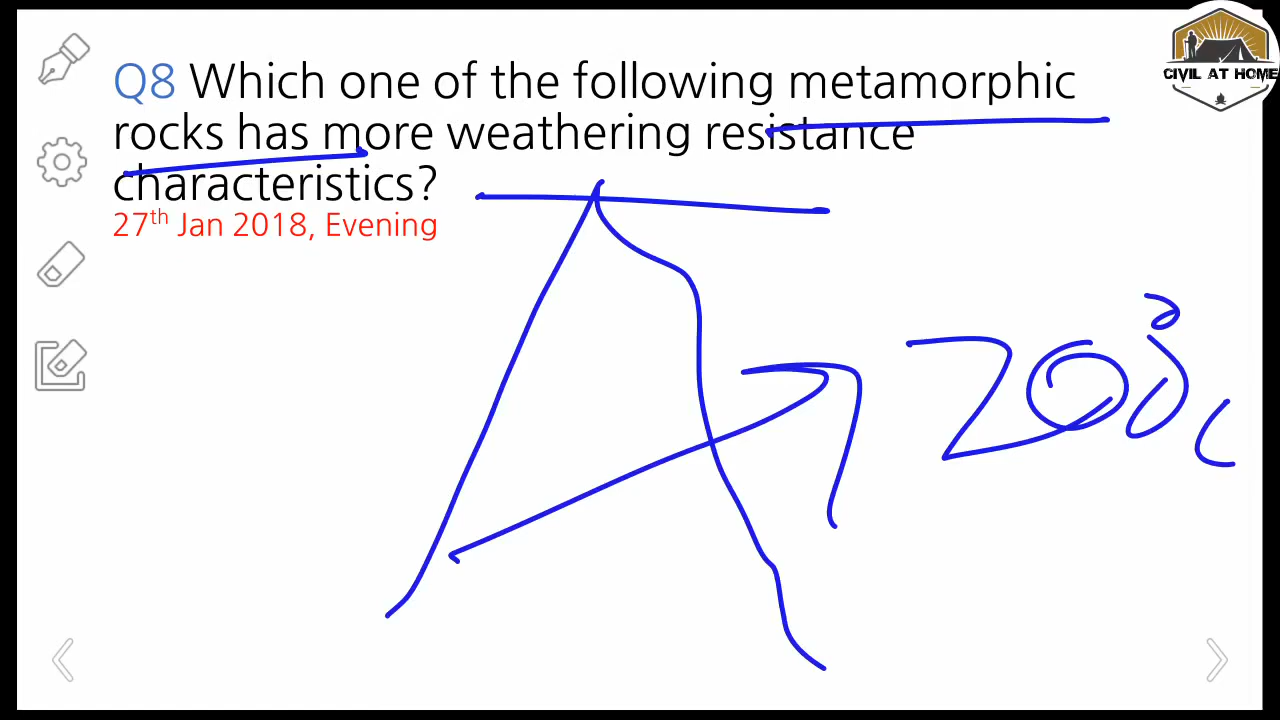 CIVIL AT HOME
Q8 Which one of the following metamorphic
rocks has more weathering resistance
characteristics?
27th Jan 2018, Evening
200°c